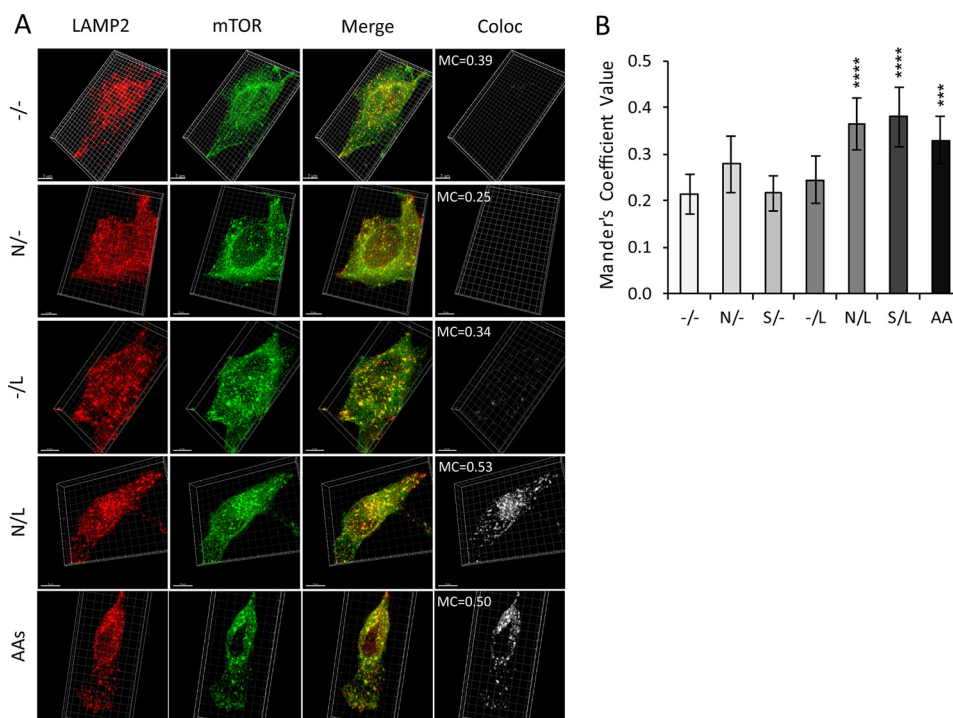 A
LAMP2 mTOR Merge Coloc
-/-
MC=0.39
N/-
MC=0.25
-/L
MC=0.34
N/L
MC=0.53
AAs
MC=0.50
B
Mander's Coefficient Value
0.5
0.4
0.3
0.2
0.1
0.0
**** **** ***
-/- N/- S/- -/L N/L S/L AA